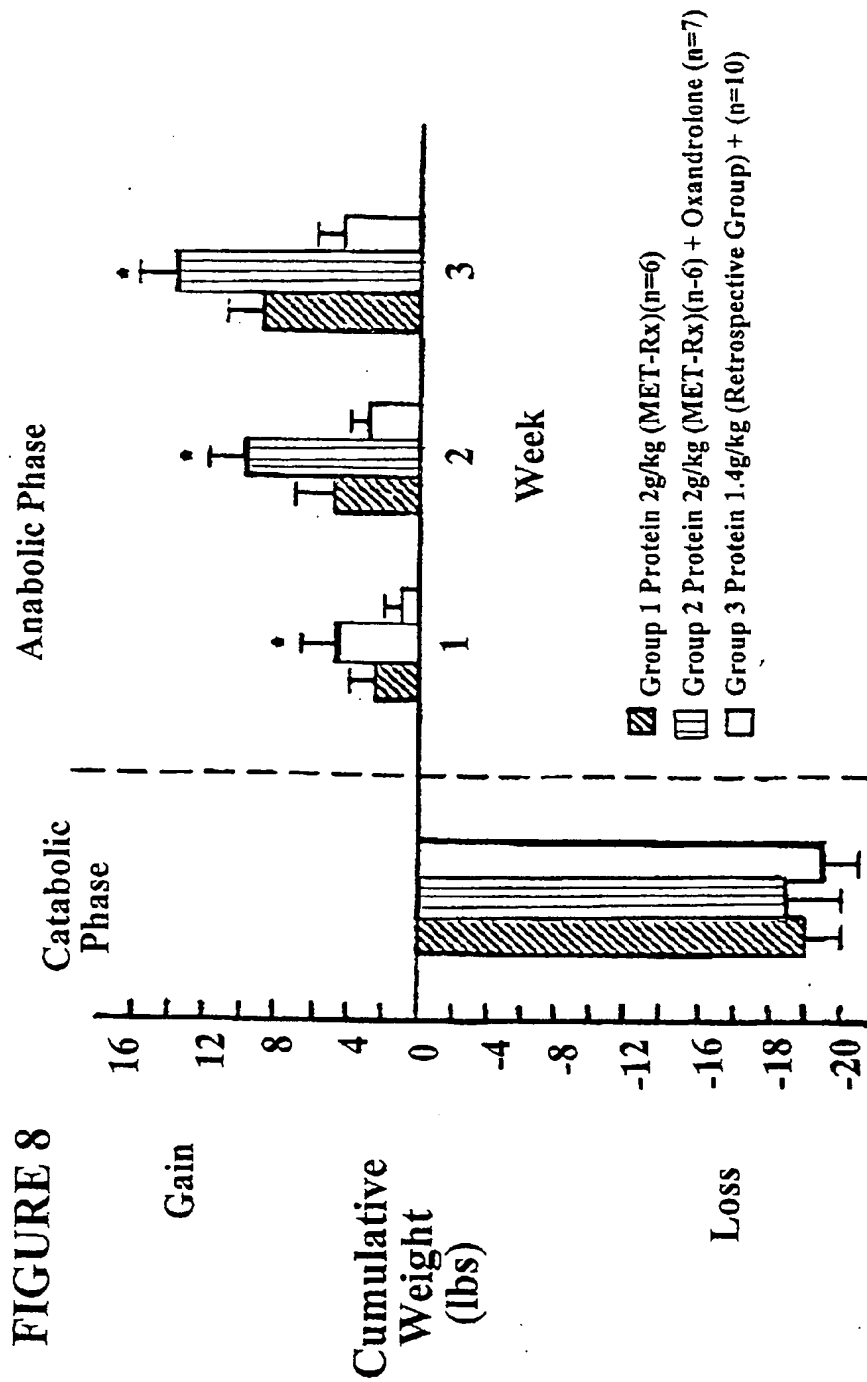 FIGURE 8
Catabolic
Phase
Anabolic Phase
Gain
Cumulative
Weight
(lbs)
Loss
16
12
8
4
0
-4
-8
-12
-16
-18
-20
*
*
*
1
2
3
Week
Group 1 Protein 2g/kg (MET-Rx)(n=6)
Group 2 Protein 2g/kg (MET-Rx)(n-6) + Oxandrolone (n=7)
Group 3 Protein 1.4g/kg (Retrospective Group) + (n=10)